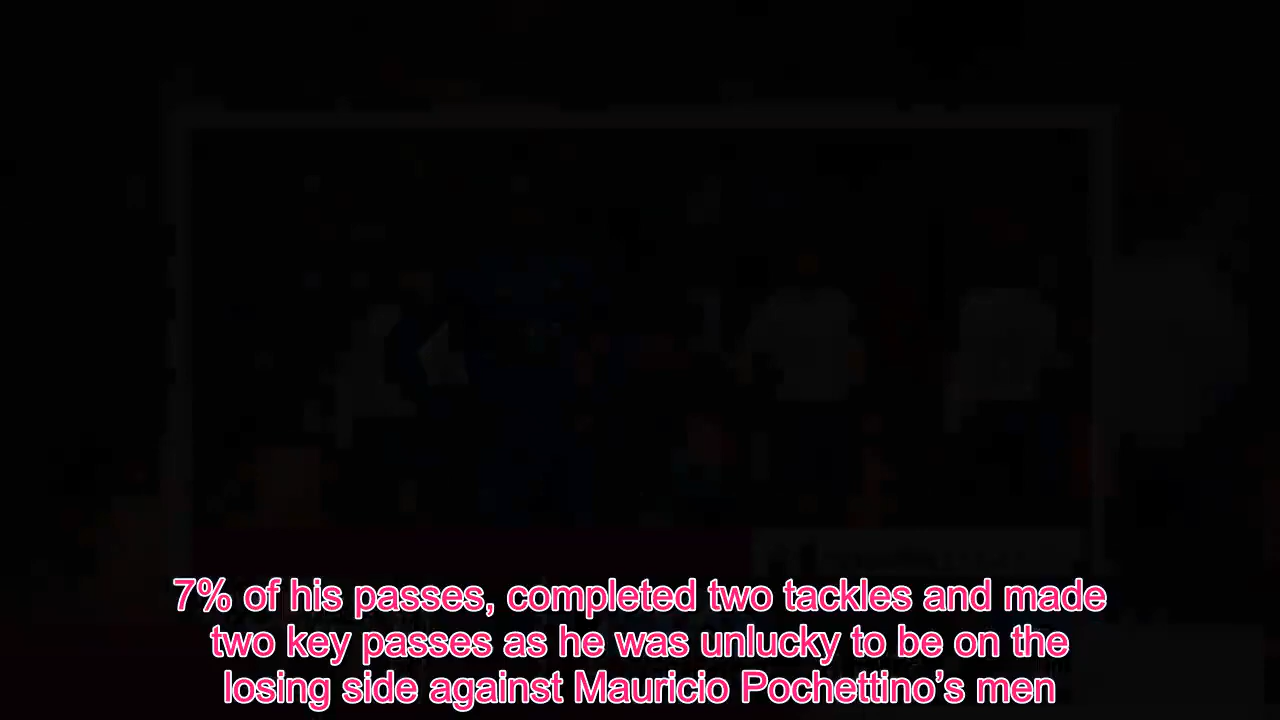 7% of his passes, completed two tackles and made
two key passes as he was unlucky to be on the
losing side against Mauricio Pochettino’s men